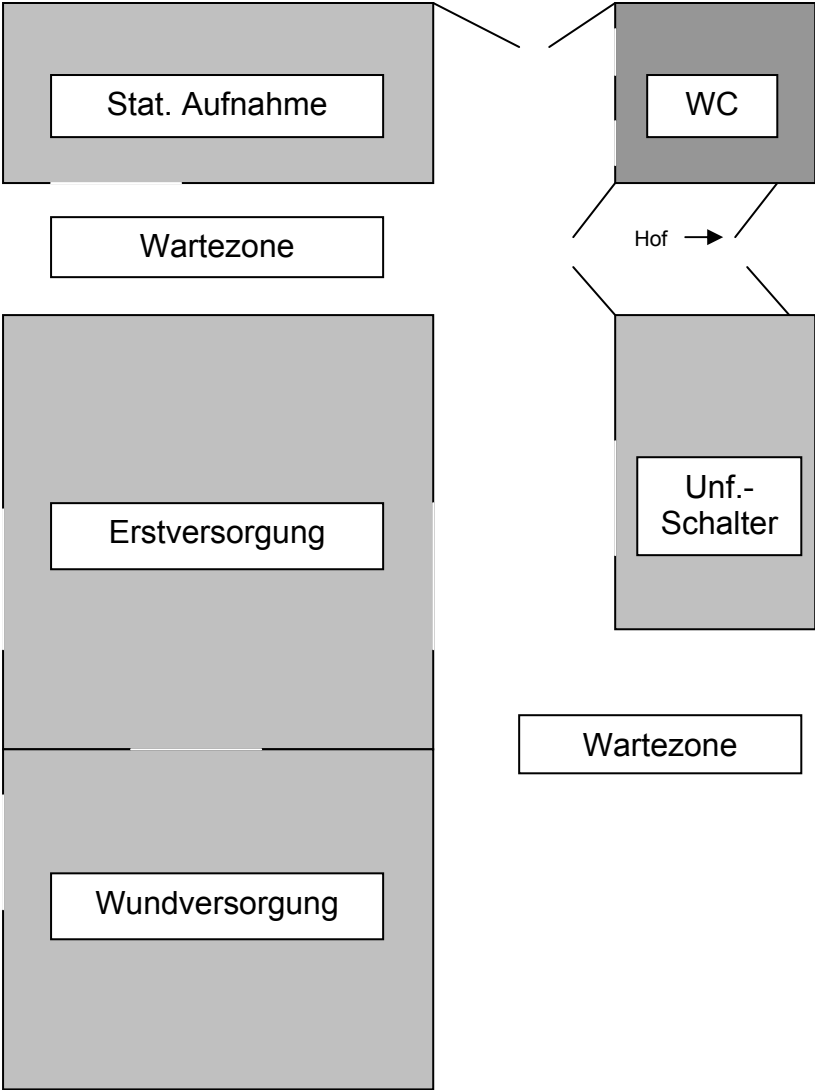 Stat. Aufnahme
WC
Wartezone
Hof
Erstversorgung
Unf.-
Schalter
Wartezone
Wundversorgung